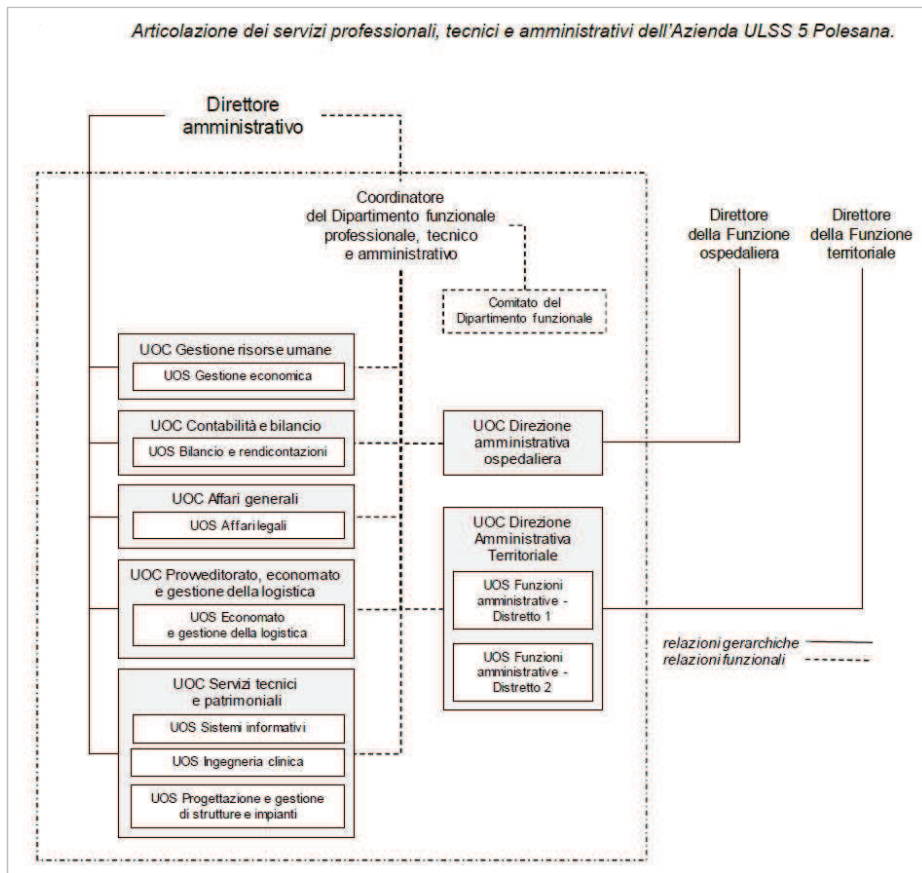 Articolazione dei servizi professionali, tecnici e amministrativi dell'Azienda ULSS 5 Polesana.
Direttore
amministrativo
Coordinatore
del Dipartimento funzionale
professionale, tecnico
e amministrativo
Direttore
della Funzione
ospedaliera
Direttore
della Funzione
territoriale
Comitato del
Dipartimento funzionale
UOC Gestione risorse umane
UOS Gestione economica
UOC Contabilità e bilancio
UOS Bilancio e rendicontazioni
UOC Affari generali
UOS Affari legali
UOC Provveditorato, economato
e gestione della logistica
UOS Economato
e gestione della logistica
UOC Servizi tecnici
e patrimoniali
UOS Sistemi informativi
UOS Ingegneria clinica
UOS Progettazione e gestione
di strutture e impianti
UOC Direzione
amministrativa
ospedaliera
UOC Direzione
Amministrativa
Territoriale
UOS Funzioni
amministrative -
Distretto 1
UOS Funzioni
amministrative -
Distretto 2
relazioni gerarchiche
relazioni funzionali